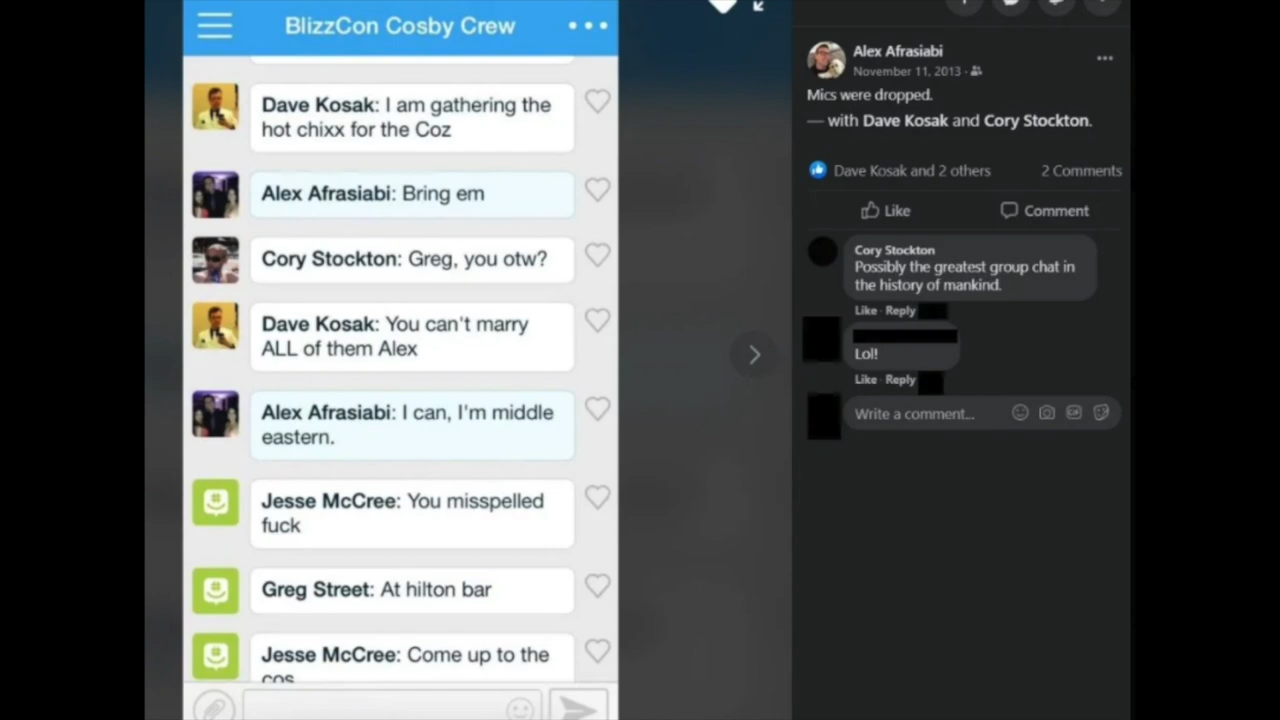 BlizzCon Cosby Crew
Dave Kosak: I am gathering the
hot chixx for the Coz
Alex Afrasiabi: Bring em
Cory Stockton: Greg, you otw?
Dave Kosak: You can't marry
ALL of them Alex
Alex Afrasiabi: I can, I'm middle
eastern.
Jesse McCree: You misspelled
fuck
Greg Street: At hilton bar
Jesse McCree: Come up to the
cos
Alex Afrasiabi
November 11, 2013 ·
Mics were dropped.
— with Dave Kosak and Cory Stockton.
Dave Kosak and 2 others 2 Comments
Like Comment
Cory Stockton
Possibly the greatest group chat in
the history of mankind.
Like · Reply
Lol!
Like · Reply
Write a comment...